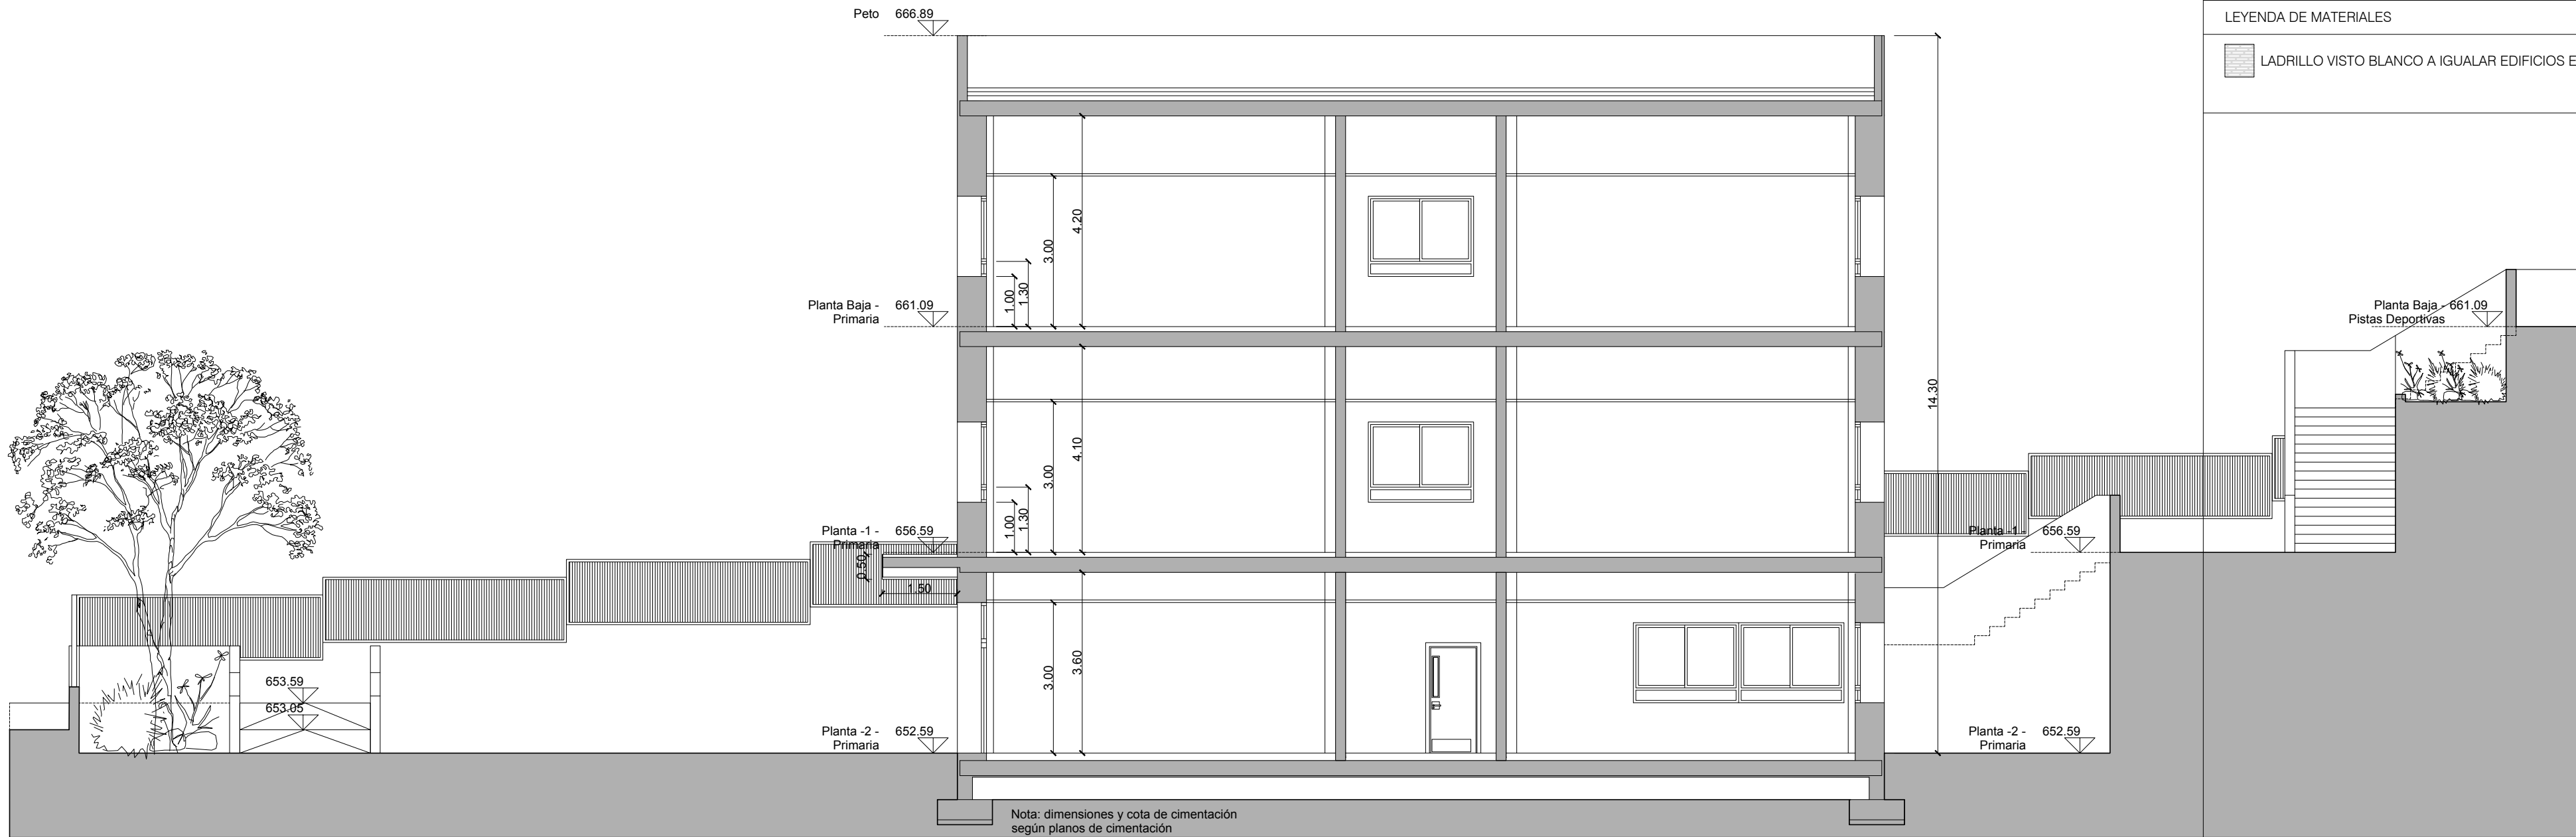 Peto 666.89
LEYENDA DE MATERIALES
LADRILLO VISTO BLANCO A IGUALAR EDIFICIOS E
4.20
3.00
1.00
1.30
Planta Baja - 661.09
Primaria
Planta Baja - 661.09
Pistas Deportivas
14.30
4.10
3.00
1.00
1.30
Planta -1 - 656.59
Primaria
0.50
1.50
Planta -1 - 656.59
Primaria
3.00
3.60
653.59
653.05
Planta -2 - 652.59
Primaria
Planta -2 - 652.59
Primaria
Nota: dimensiones y cota de cimentación
según planos de cimentación